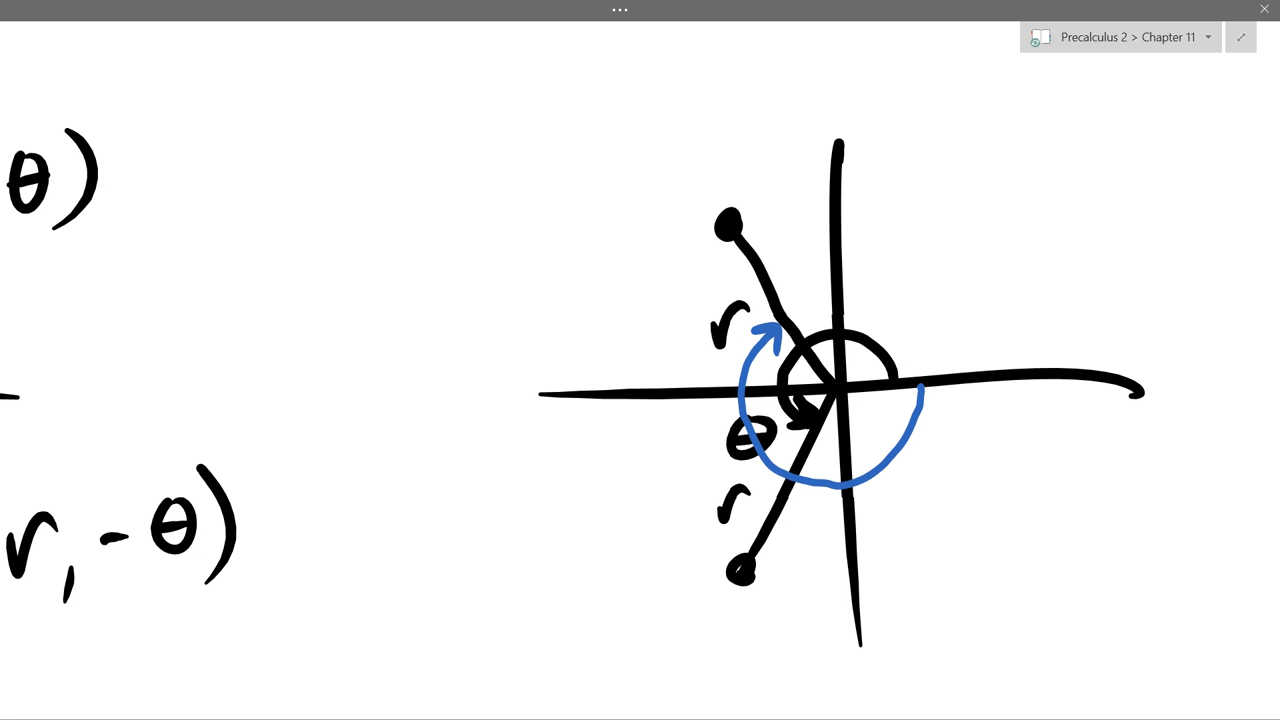 Precalculus 2 > Chapter 11
θ)
r
θ
r
r, -θ)